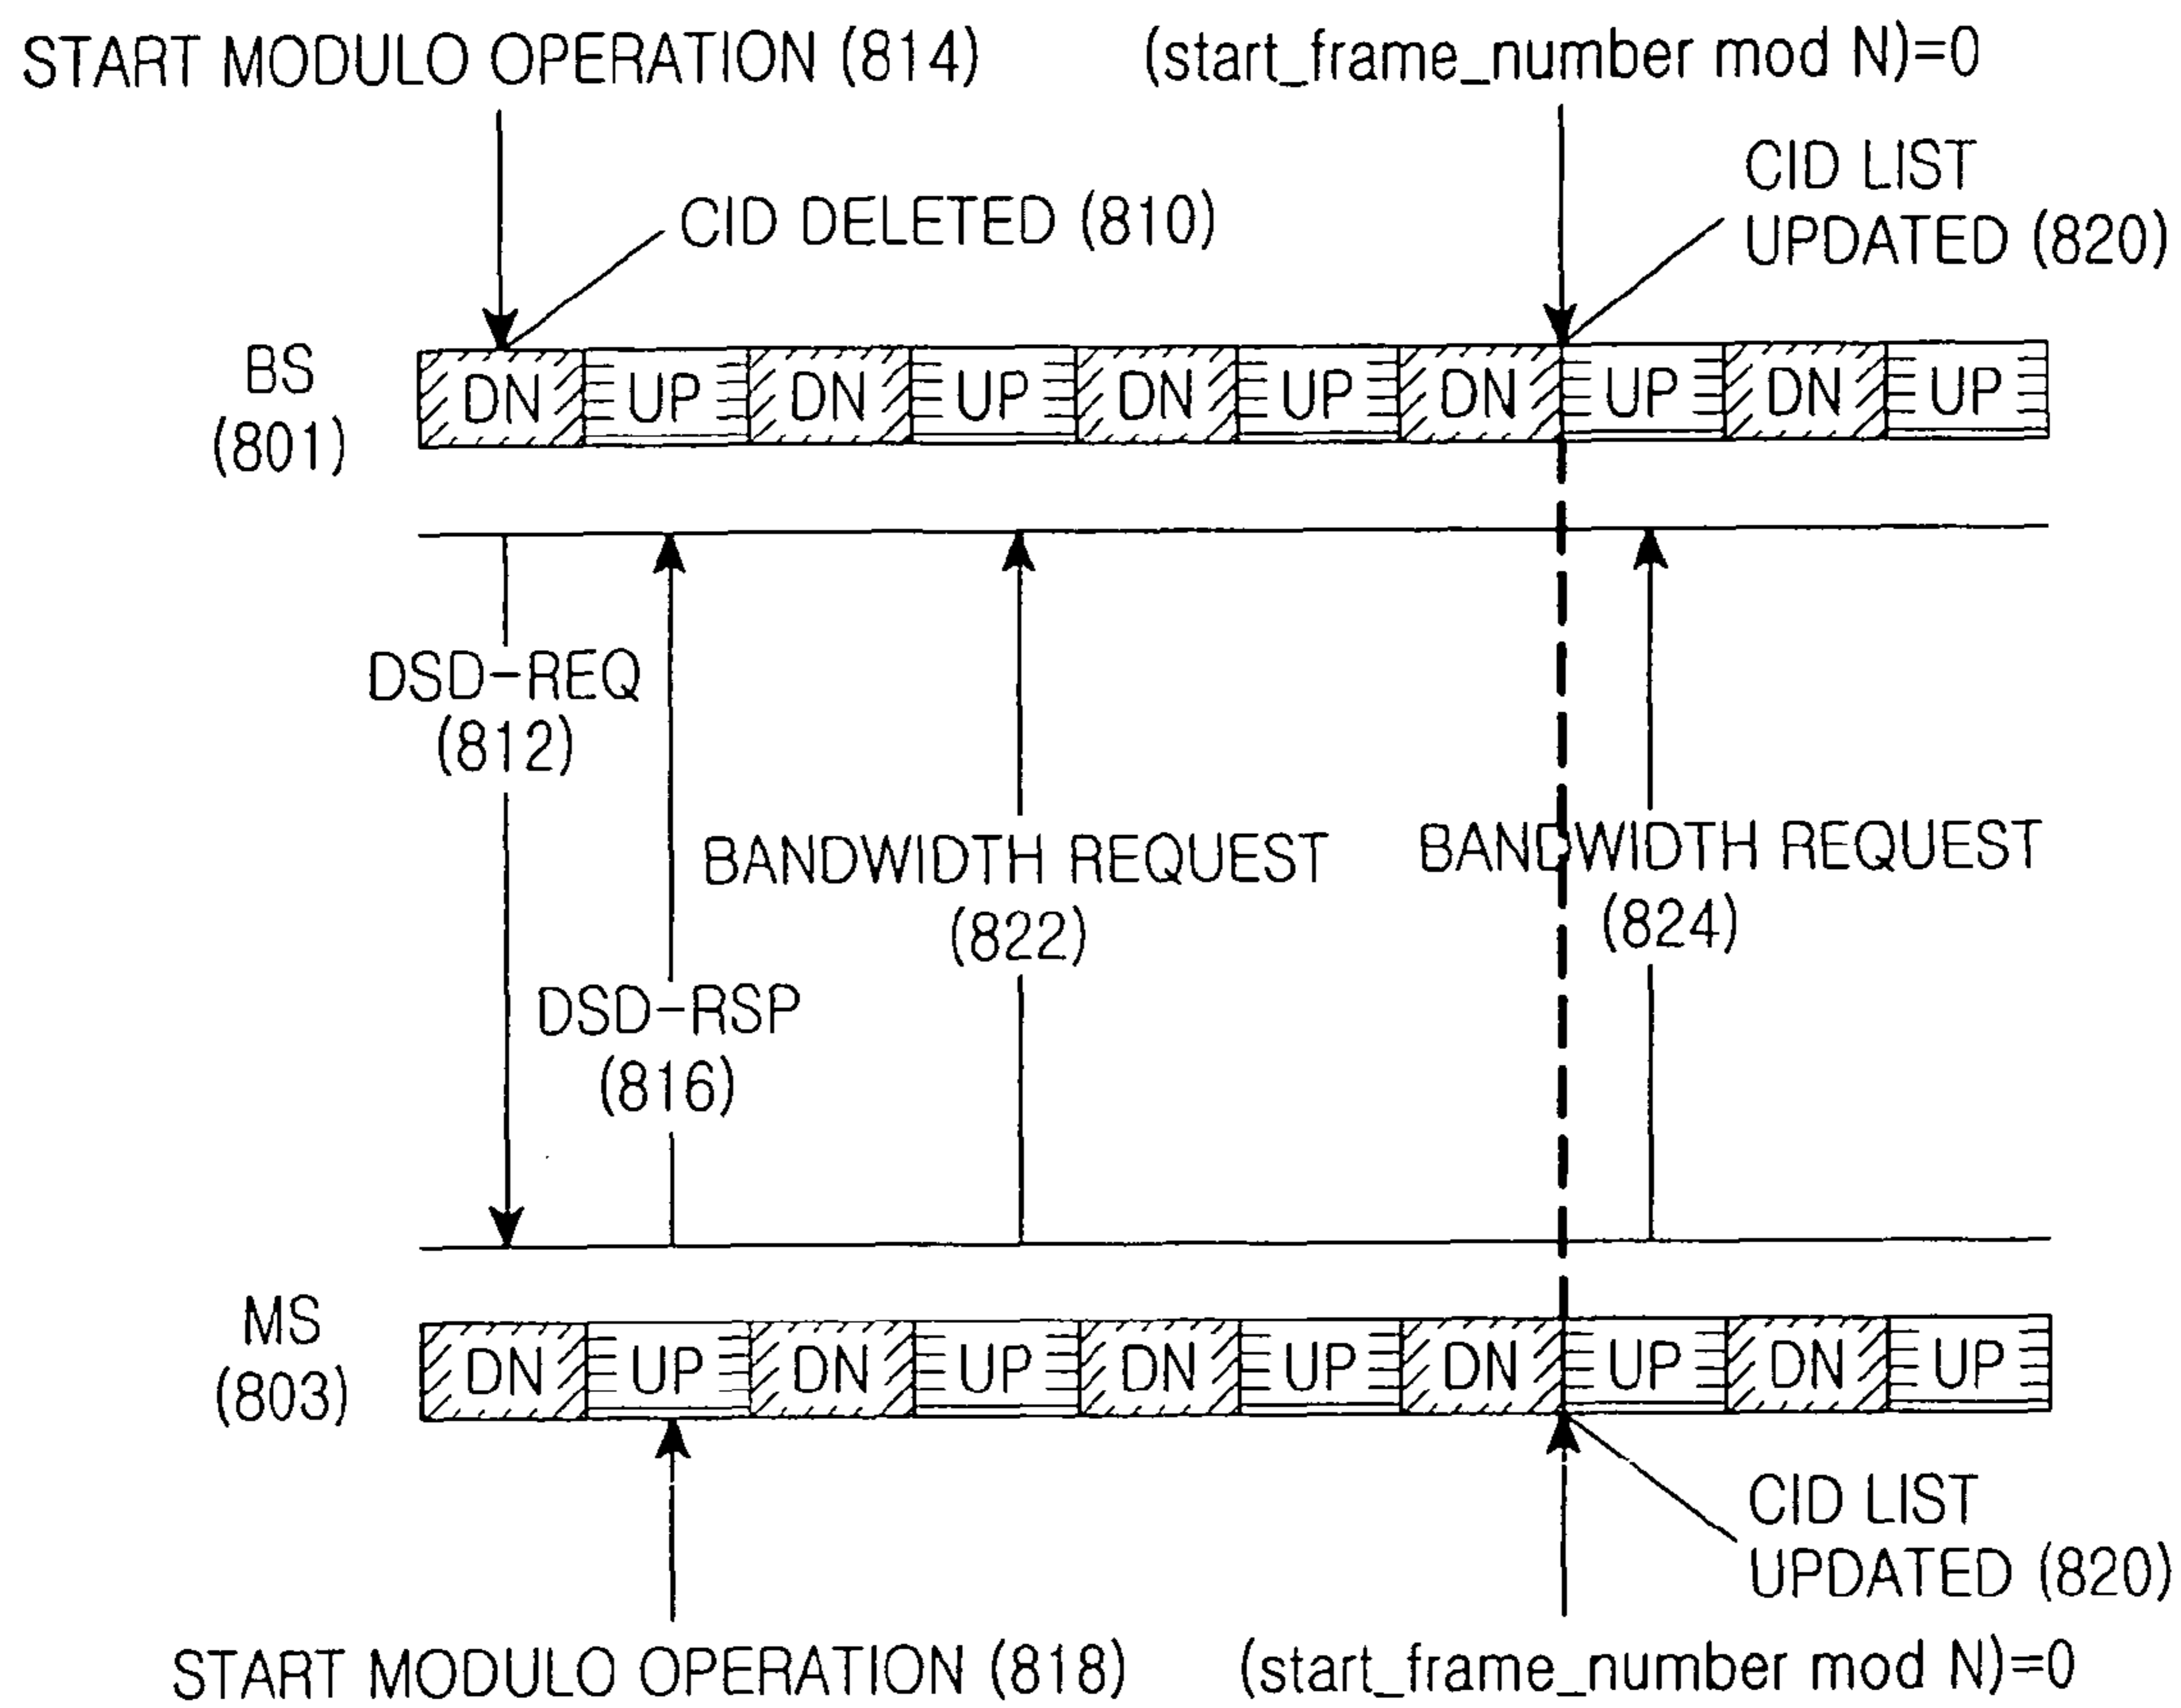 START MODULO OPERATION (814)
(start_frame_number mod N)=0
CID DELETED (810)
CID LIST
UPDATED (820)
BS
(801)
DN UP DN UP DN UP DN UP DN UP
DSD-REQ
(812)
BANDWIDTH REQUEST
(822)
BANDWIDTH REQUEST
(824)
DSD-RSP
(816)
MS
(803)
DN UP DN UP DN UP DN UP DN UP
CID LIST
UPDATED (820)
START MODULO OPERATION (818)
(start_frame_number mod N)=0